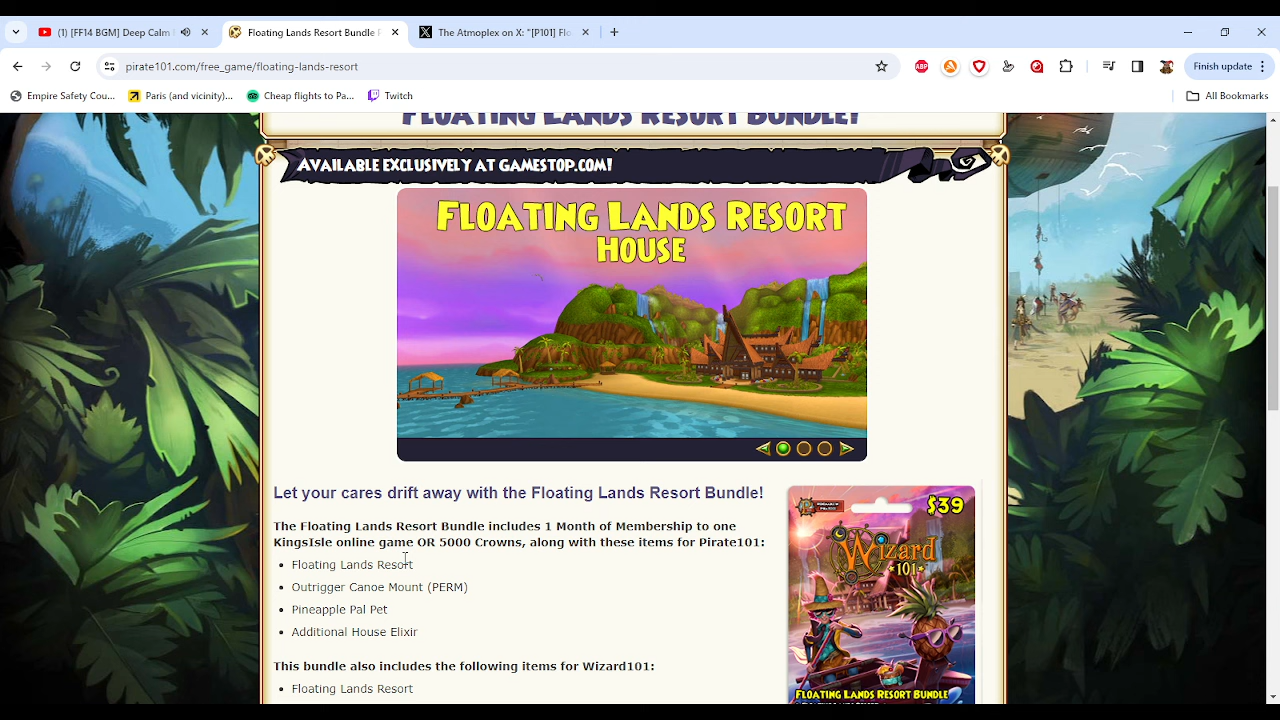 (1) [FF14 BGM] Deep Calm
Floating Lands Resort Bundle
The Atmoplex on X: "[P101] Flo
pirate101.com/free_game/floating-lands-resort
ABP
Finish update
Empire Safety Cou...
Paris (and vicinity)...
Cheap flights to Pa...
Twitch
All Bookmarks
FLOATING LANDS RESORT BUNDLE!
AVAILABLE EXCLUSIVELY AT GAMESTOP.COM!
FLOATING LANDS RESORT
HOUSE
Let your cares drift away with the Floating Lands Resort Bundle!
The Floating Lands Resort Bundle includes 1 Month of Membership to one
KingsIsle online game OR 5000 Crowns, along with these items for Pirate101:
Floating Lands Resort
Outrigger Canoe Mount (PERM)
Pineapple Pal Pet
Additional House Elixir
This bundle also includes the following items for Wizard101:
Floating Lands Resort
$39
Wizard
101
FLOATING LANDS RESORT BUNDLE